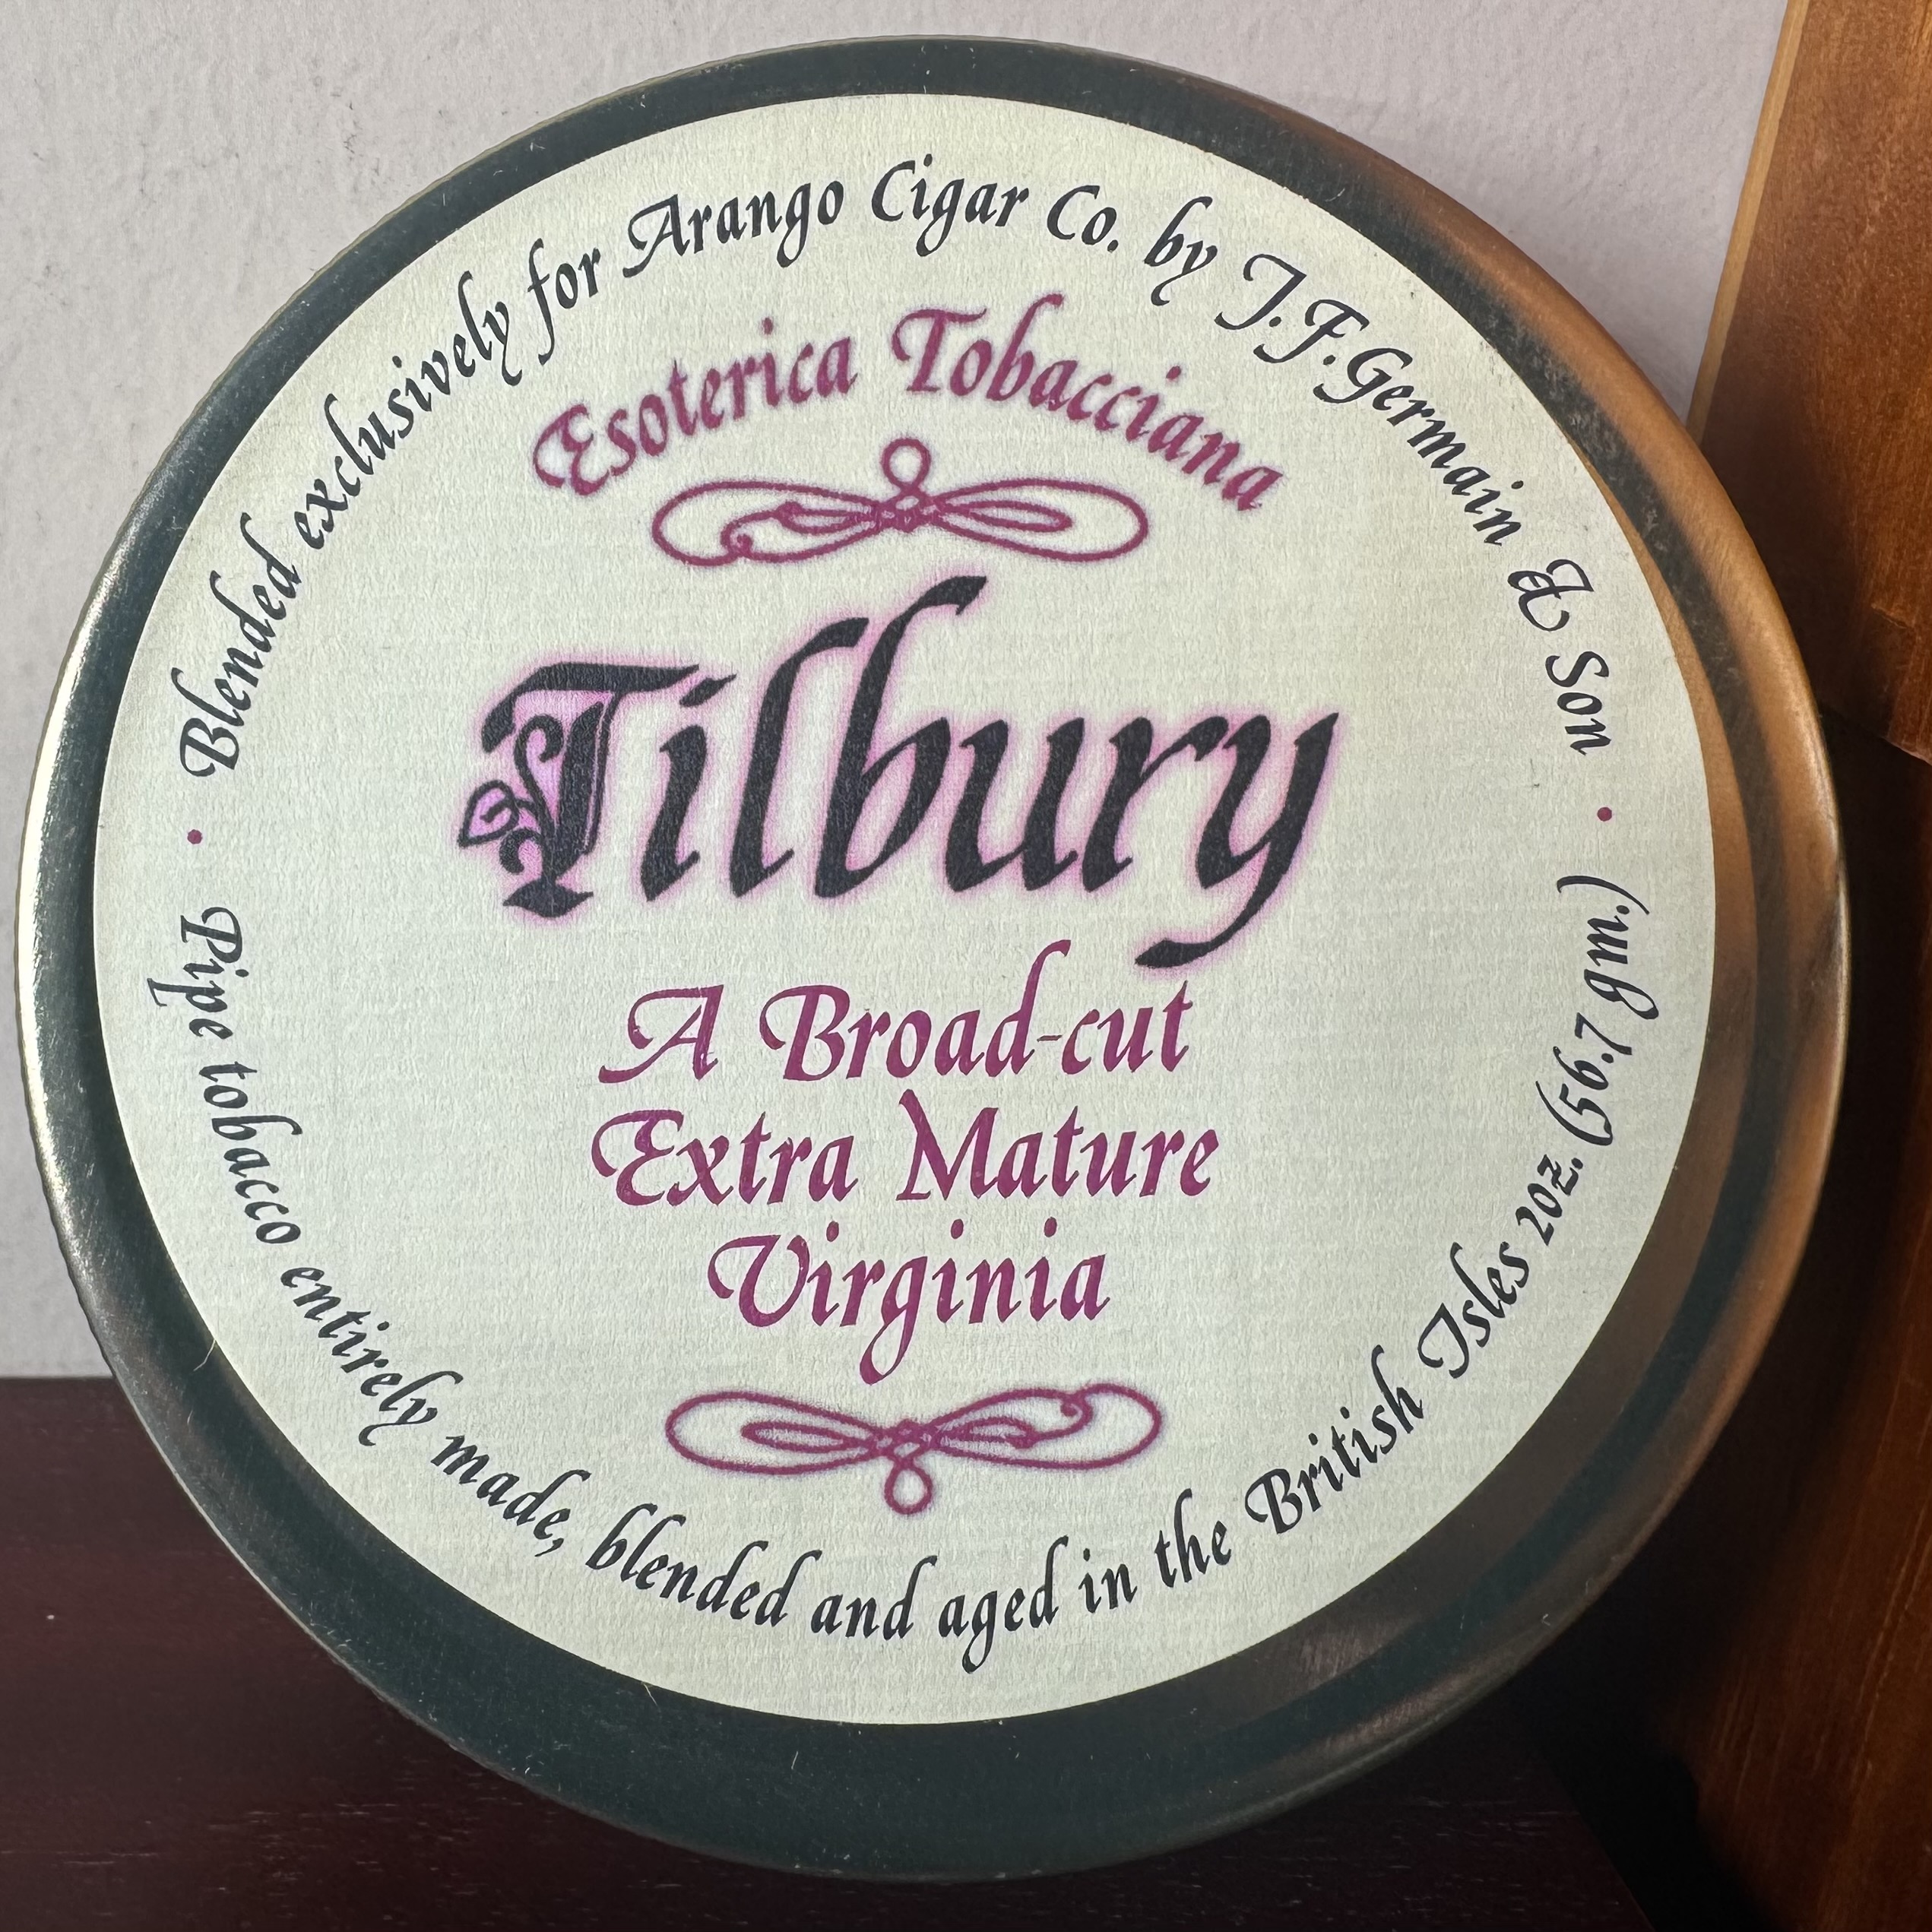 Blended exclusively for Arango Cigar Co. by J.F.Germain & Son
Esoterica Tobacciana
Tilbury
A Broad-cut
Extra Mature
Virginia
Pipe tobacco entirely made, blended and aged in the British Isles 2oz. (56.7 gm.)